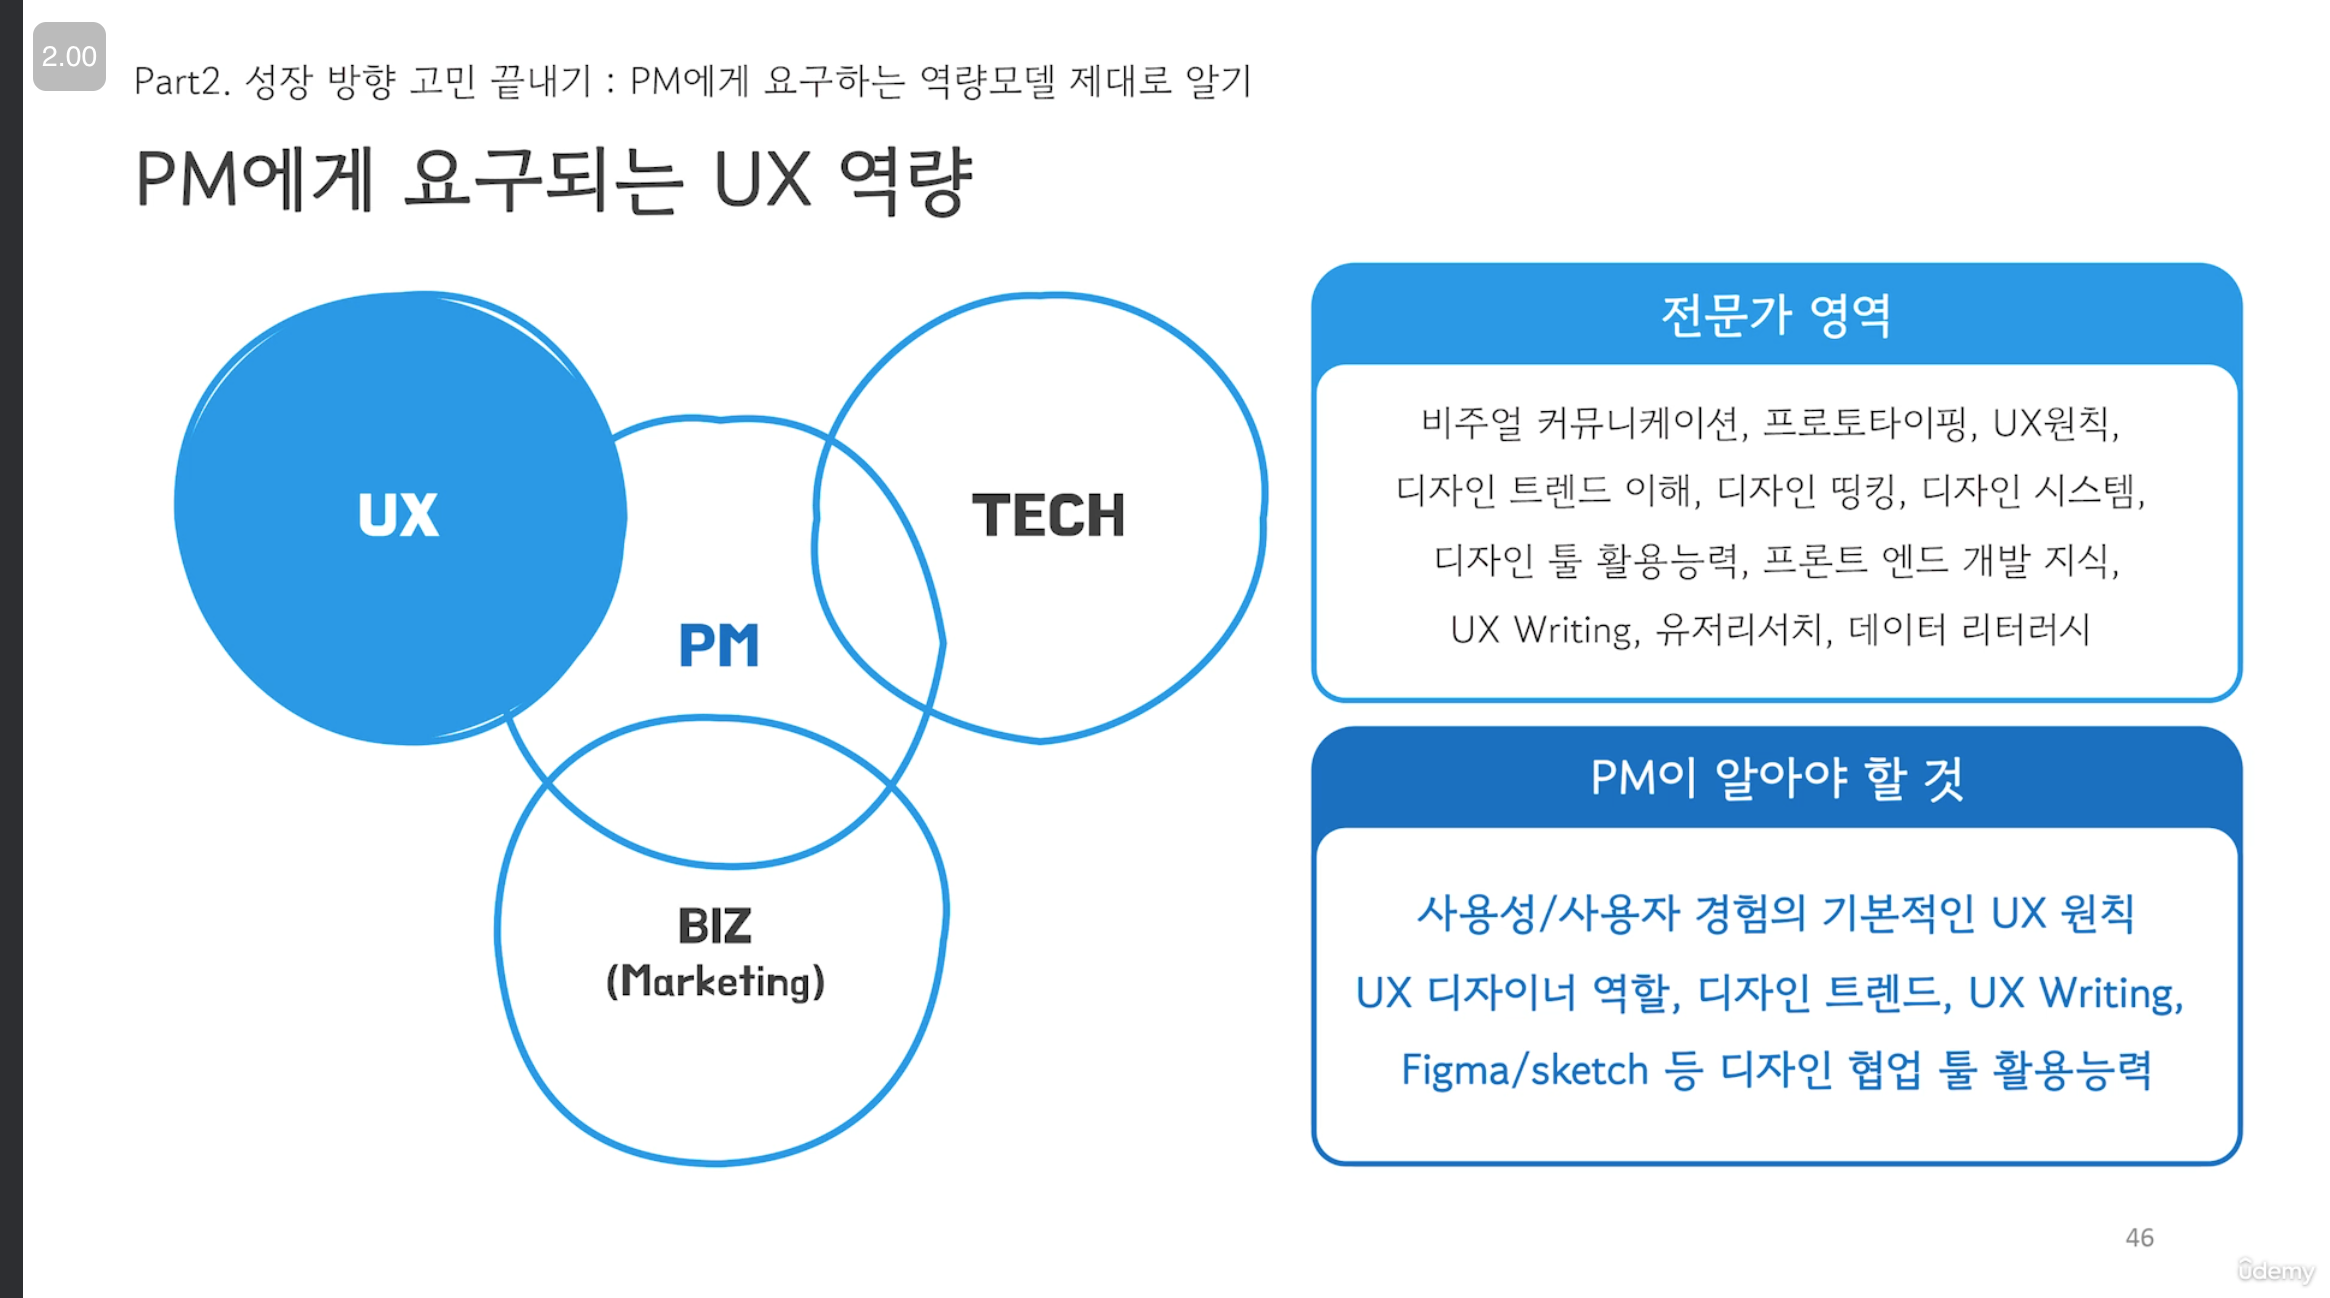 2.00
Part2. 성장 방향 고민 끝내기 : PM에게 요구하는 역량모델 제대로 알기
PM에게 요구되는 UX 역량
UX
TECH
PM
BIZ
(Marketing)
전문가 영역
비주얼 커뮤니케이션, 프로토타이핑, UX원칙,
디자인 트렌드 이해, 디자인 띵킹, 디자인 시스템,
디자인 툴 활용능력, 프론트 엔드 개발 지식,
UX Writing, 유저리서치, 데이터 리터러시
PM이 알아야 할 것
사용성/사용자 경험의 기본적인 UX 원칙
UX 디자이너 역할, 디자인 트렌드, UX Writing,
Figma/sketch 등 디자인 협업 툴 활용능력
46
ûdemy